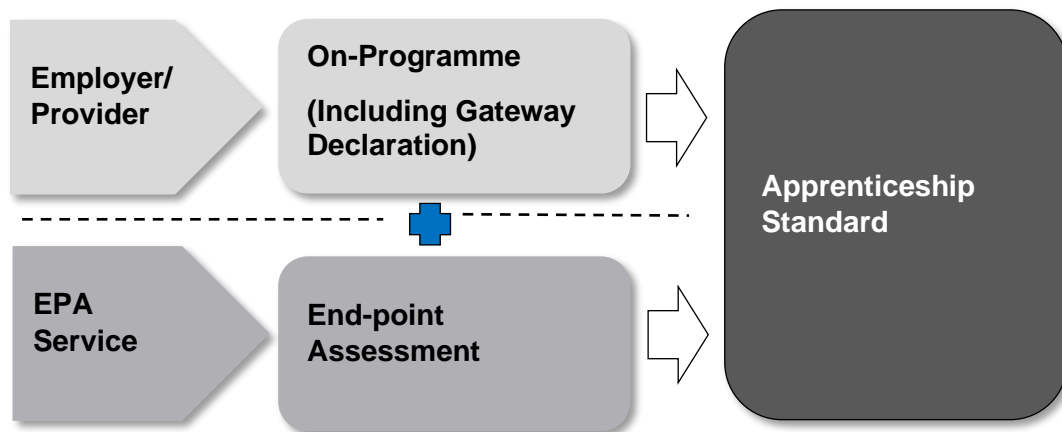 Employer/
Provider
On-Programme
(Including Gateway
Declaration)
Apprenticeship
Standard
EPA
Service
End-point
Assessment